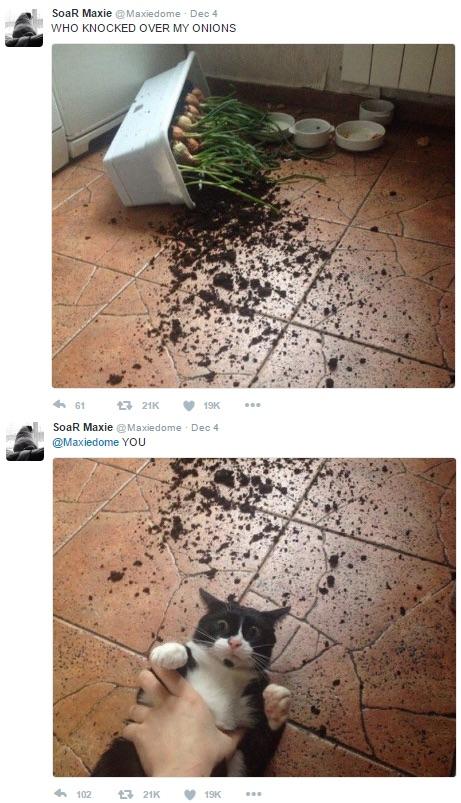 SoaR Maxie @Maxiedome · Dec 4
WHO KNOCKED OVER MY ONIONS
61 21K 19K •••
SoaR Maxie @Maxiedome · Dec 4
@Maxiedome YOU
102 21K 19K •••